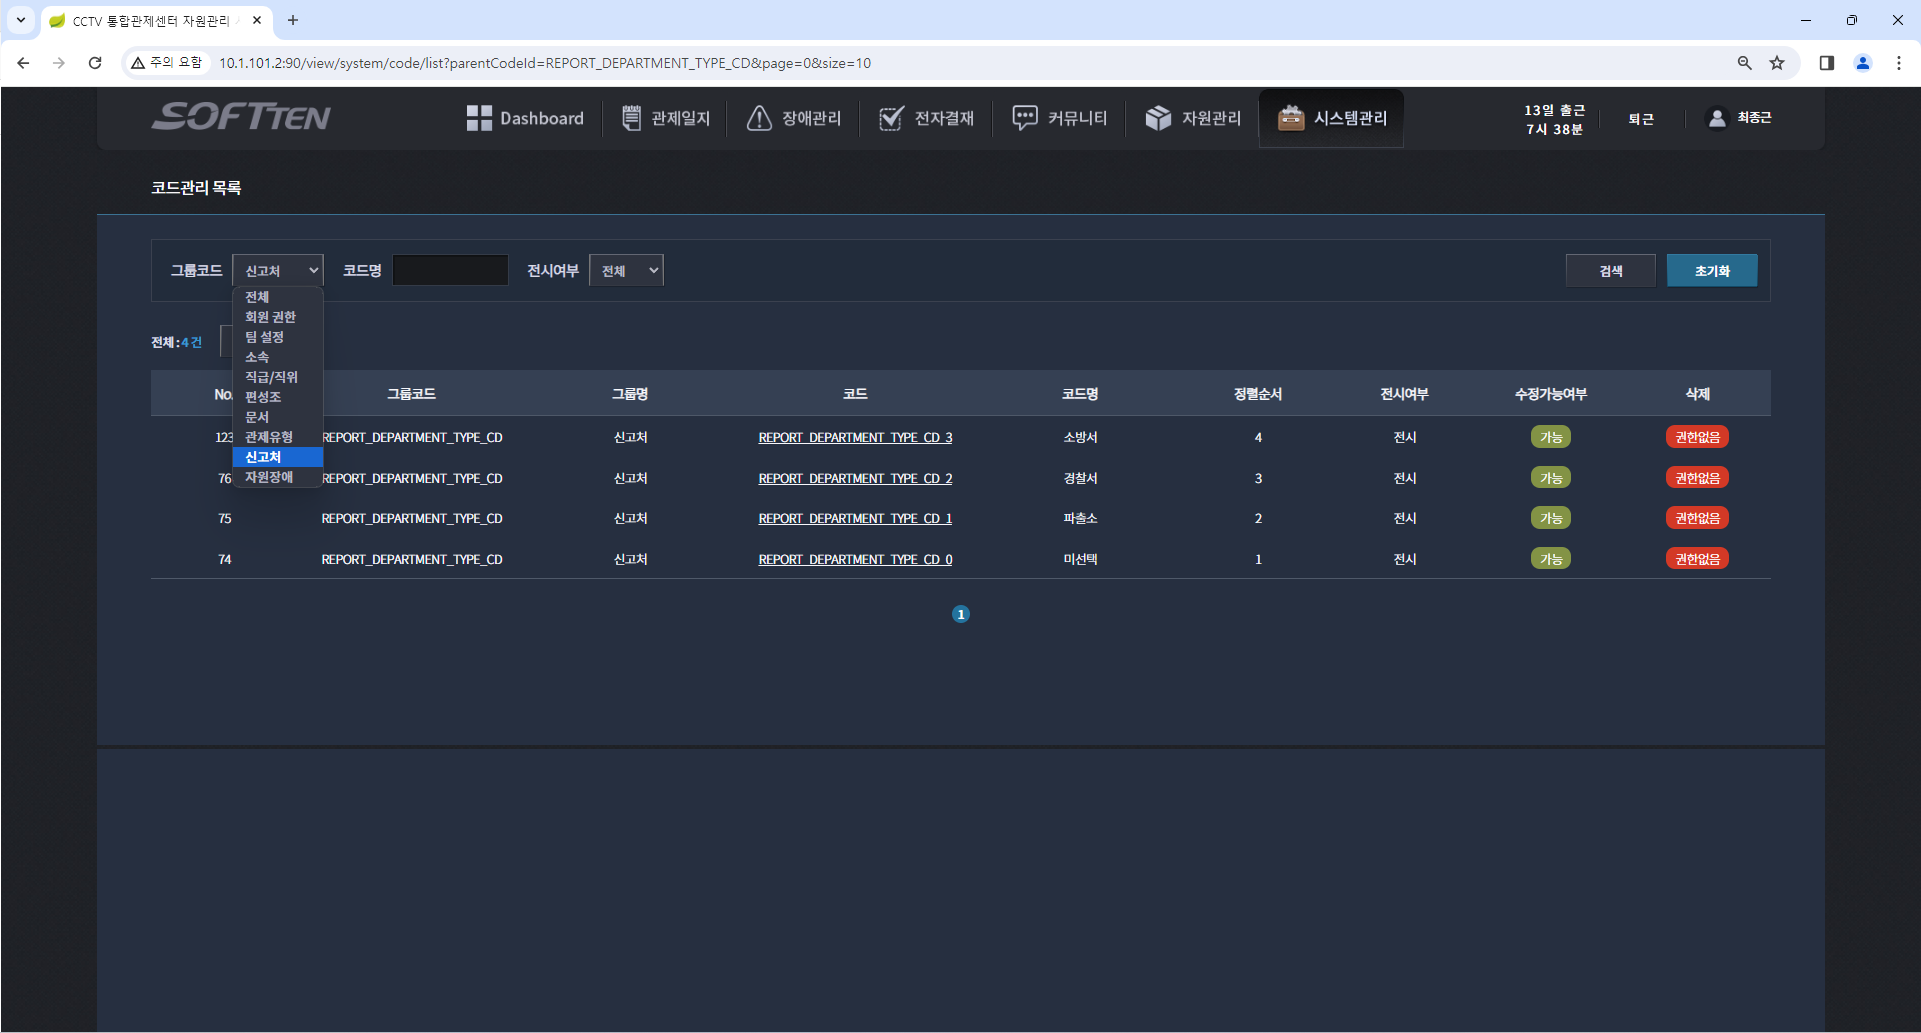 CCTV 통합관제센터 자원관리
주의 요함
10.1.101.2:90/view/system/code/list?parentCodeId=REPORT_DEPARTMENT_TYPE_CD&page=0&size=10
SOFTTEN
Dashboard
관제일지
장애관리
전자결재
커뮤니티
자원관리
시스템관리
13일 출근
7시 38분
퇴근
최종근
코드관리 목록
그룹코드 신고처 코드명 전시여부 전체 검색 초기화
전체
회원 권한
팀 설정
소속
직급/직위
편성조
문서
관제유형
신고처
자원장애
전체 : 4 건
No. 그룹코드 그룹명 코드 코드명 정렬순서 전시여부 수정가능여부 삭제
123 REPORT_DEPARTMENT_TYPE_CD 신고처 REPORT_DEPARTMENT_TYPE_CD_3 소방서 4 전시 가능 권한없음
76 REPORT_DEPARTMENT_TYPE_CD 신고처 REPORT_DEPARTMENT_TYPE_CD_2 경찰서 3 전시 가능 권한없음
75 REPORT_DEPARTMENT_TYPE_CD 신고처 REPORT_DEPARTMENT_TYPE_CD_1 파출소 2 전시 가능 권한없음
74 REPORT_DEPARTMENT_TYPE_CD 신고처 REPORT_DEPARTMENT_TYPE_CD_0 미선택 1 전시 가능 권한없음
1